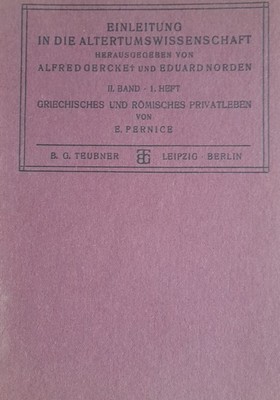 EINLEITUNG
IN DIE ALTERTUMSWISSENSCHAFT
HERAUSGEGEBEN VON
ALFRED GERCKE† UND EDUARD NORDEN
II. BAND - 1. HEFT
GRIECHISCHES UND RÖMISCHES PRIVATLEBEN
VON
E. PERNICE
B. G. TEUBNER LEIPZIG - BERLIN